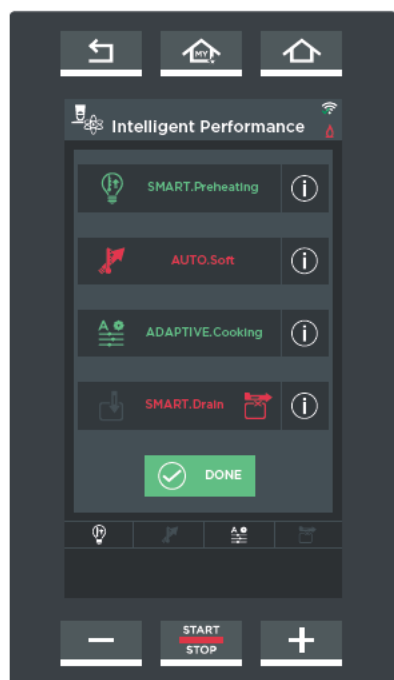 MY
Intelligent Performance
SMART.Preheating
i
AUTO.Soft
i
A
ADAPTIVE.Cooking
i
SMART.Drain
i
DONE
A
START
STOP